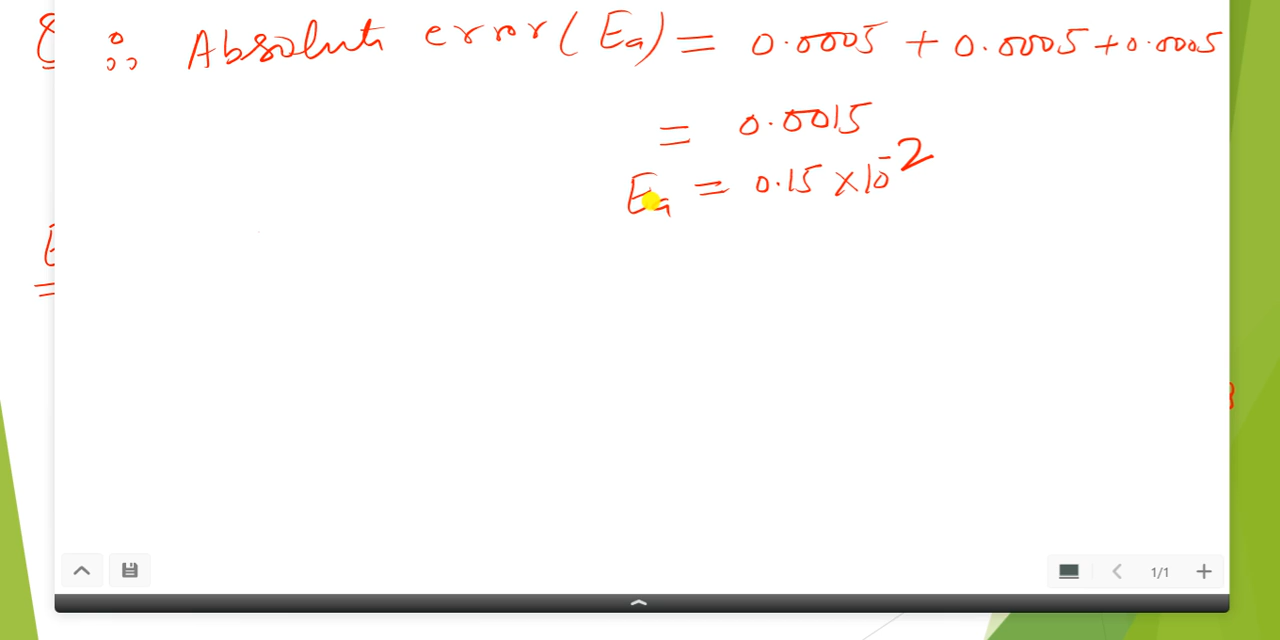 ∴ Absolute error (Ea) = 0.0005 + 0.0005 + 0.0005
= 0.0015
Ea = 0.15 × 10⁻²
1/1